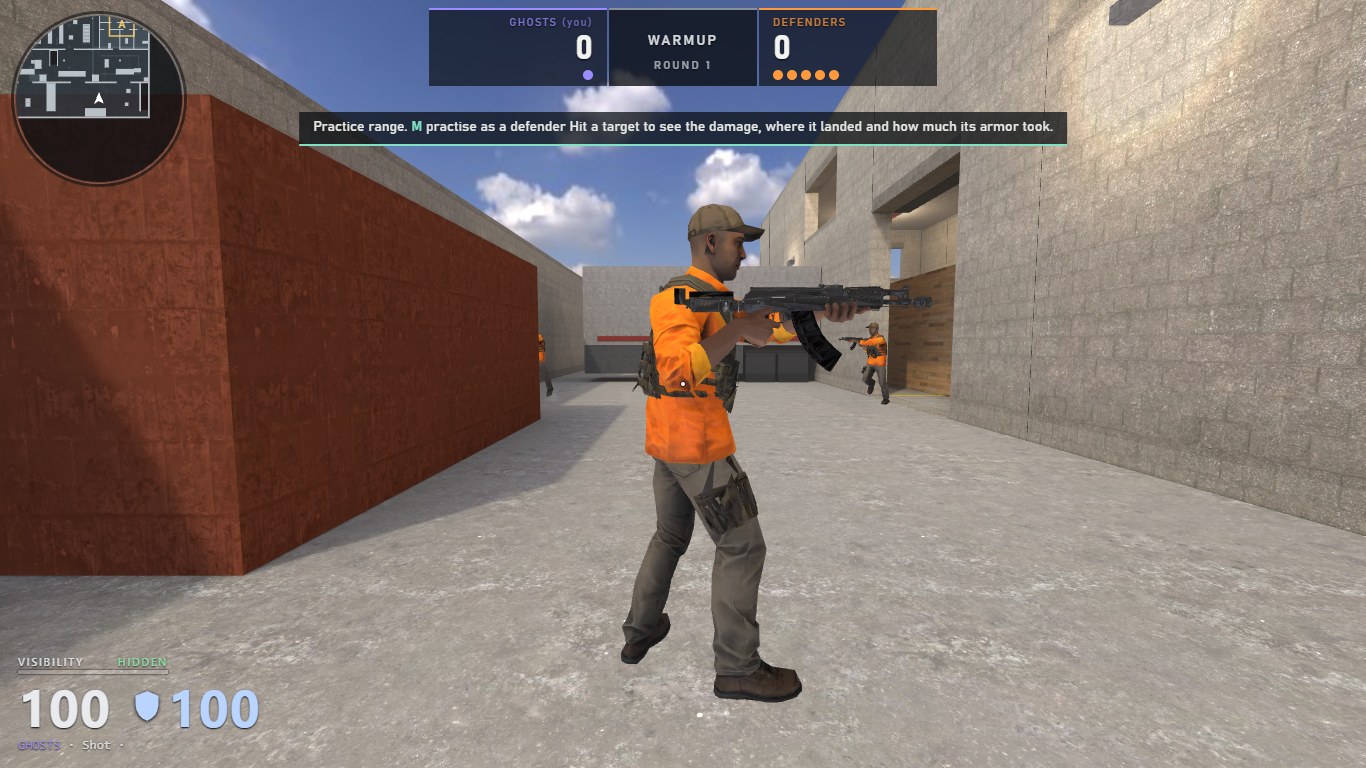 A
GHOSTS (you)
0
WARMUP
ROUND 1
DEFENDERS
0
Practice range. M practise as a defender Hit a target to see the damage, where it landed and how much its armor took.
VISIBILITY HIDDEN
100 100
GHOSTS · Shot ·